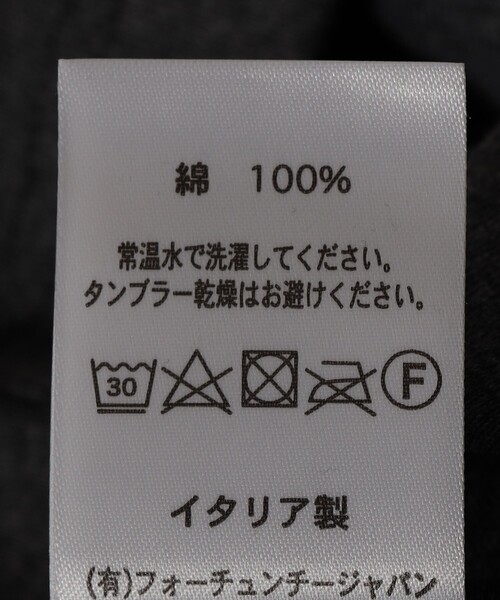 綿 100%
常温水で洗濯してください。
タンブラー乾燥はお避けください。
30 F
イタリア製
(有)フォーチュンチージャパン